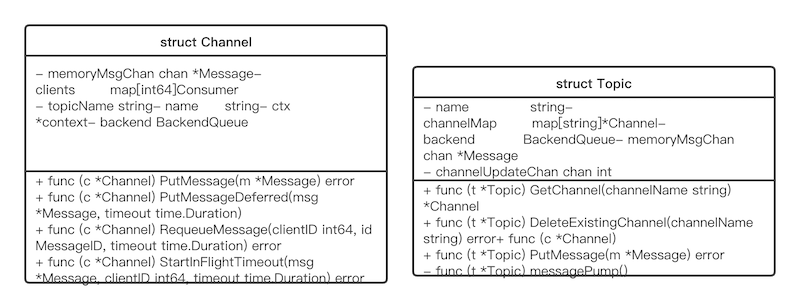 struct Channel
– memoryMsgChan chan *Message–
clients map[int64]Consumer
– topicName string– name string– ctx
*context– backend BackendQueue
+ func (c *Channel) PutMessage(m *Message) error
+ func (c *Channel) PutMessageDeferred(msg
*Message, timeout time.Duration)
+ func (c *Channel) RequeueMessage(clientID int64, id
MessageID, timeout time.Duration) error
+ func (c *Channel) StartInFlightTimeout(msg
*Message, clientID int64, timeout time.Duration) error
struct Topic
– name string–
channelMap map[string]*Channel–
backend BackendQueue– memoryMsgChan
chan *Message
– channelUpdateChan chan int
+ func (t *Topic) GetChannel(channelName string)
*Channel
+ func (t *Topic) DeleteExistingChannel(channelName
string) error+ func (c *Channel)
+ func (t *Topic) PutMessage(m *Message) error
– func (t *Topic) messagePump()